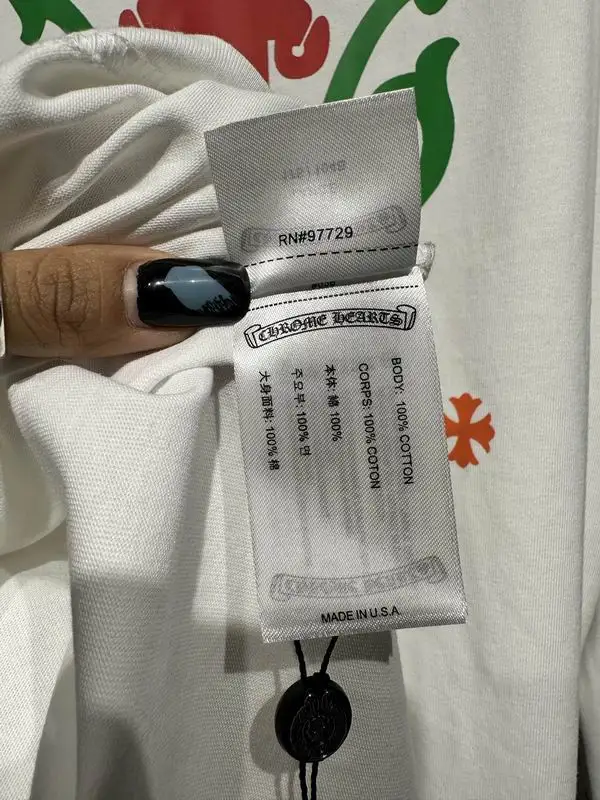 RN#97729
CHROME HEARTS
BODY: 100% COTTON
CORPS: 100% COTON
本体: 綿 100%
주요부: 100% 면
大身面料: 100% 棉
MADE IN U.S.A